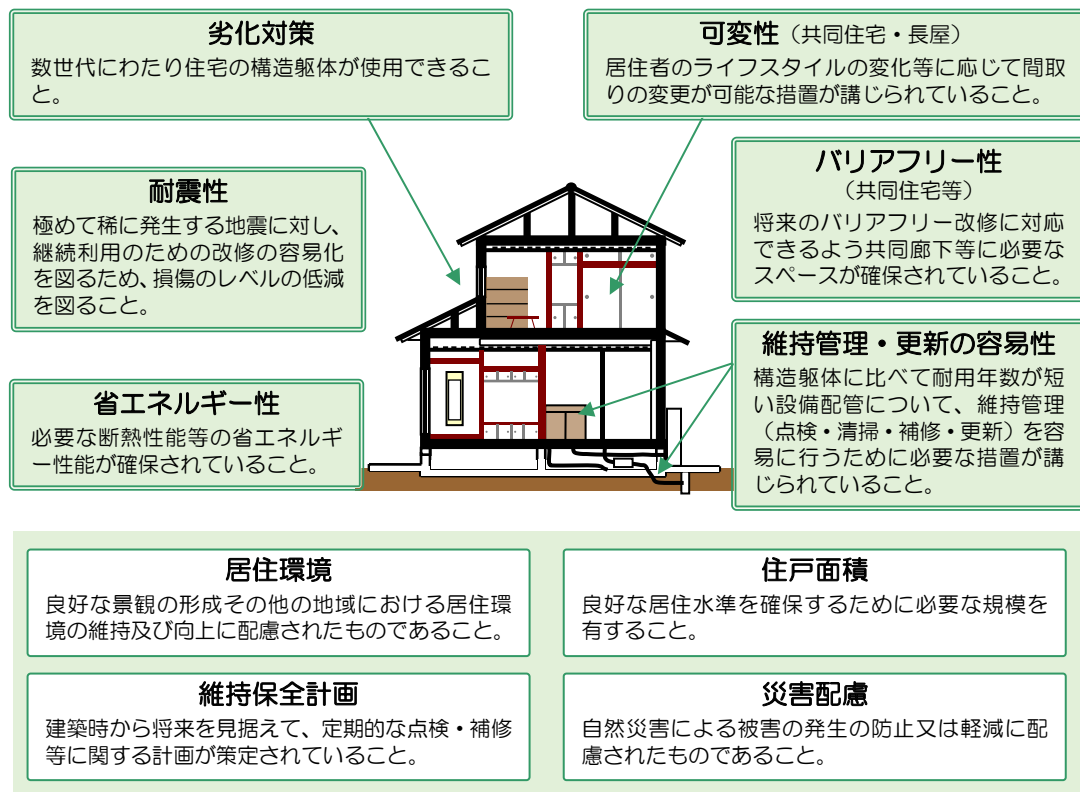 劣化対策
数世代にわたり住宅の構造躯体が使用できるこ
と。
可変性（共同住宅・長屋）
居住者のライフスタイルの変化等に応じて間取
りの変更が可能な措置が講じられていること。
耐震性
極めて稀に発生する地震に対し、
継続利用のための改修の容易化
を図るため、損傷のレベルの低減
を図ること。
バリアフリー性
（共同住宅等）
将来のバリアフリー改修に対応
できるよう共同廊下等に必要な
スペースが確保されていること。
省エネルギー性
必要な断熱性能等の省エネルギ
ー性能が確保されていること。
維持管理・更新の容易性
構造躯体に比べて耐用年数が短
い設備配管について、維持管理
（点検・清掃・補修・更新）を容
易に行うために必要な措置が講
じられていること。
居住環境
良好な景観の形成その他の地域における居住環
境の維持及び向上に配慮されたものであること。
住戸面積
良好な居住水準を確保するために必要な規模を
有すること。
維持保全計画
建築時から将来を見据えて、定期的な点検・補修
等に関する計画が策定されていること。
災害配慮
自然災害による被害の発生の防止又は軽減に配
慮されたものであること。